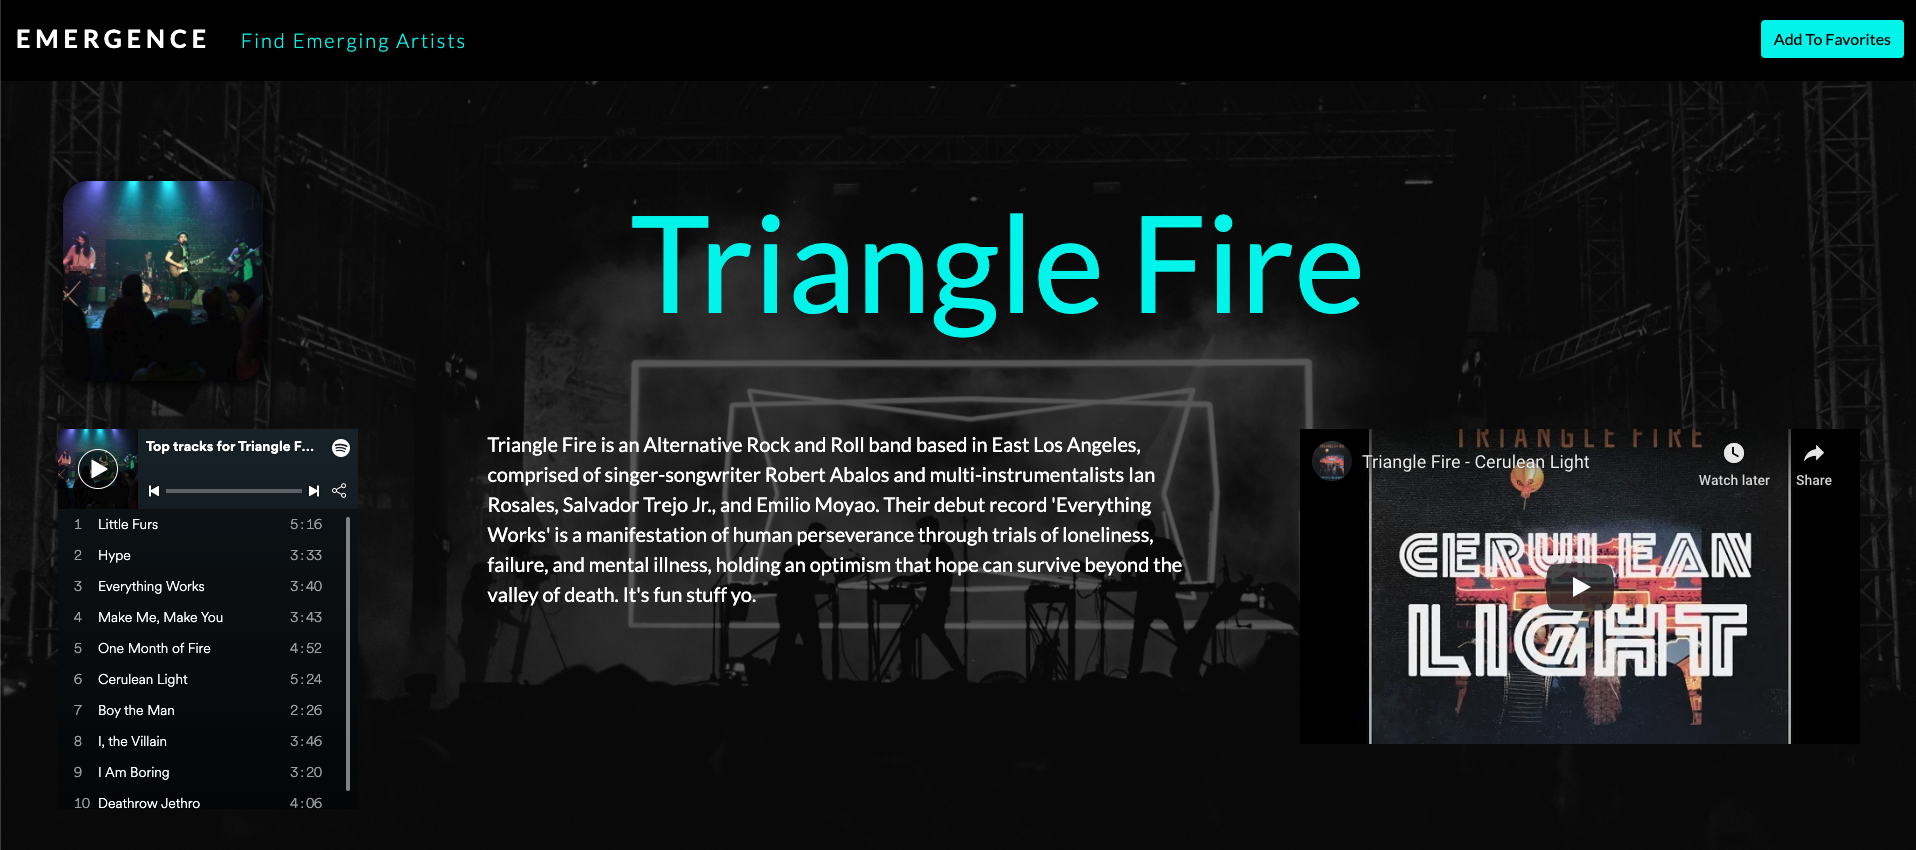 EMERGENCE
Find Emerging Artists
Add To Favorites
Triangle Fire
Top tracks for Triangle F...
1 Little Furs 5:16
2 Hype 3:33
3 Everything Works 3:40
4 Make Me, Make You 3:43
5 One Month of Fire 4:52
6 Cerulean Light 5:24
7 Boy the Man 2:26
8 I, the Villain 3:46
9 I Am Boring 3:20
10 Deathrow Jethro 4:06
Triangle Fire is an Alternative Rock and Roll band based in East Los Angeles,
comprised of singer-songwriter Robert Abalos and multi-instrumentalists Ian
Rosales, Salvador Trejo Jr., and Emilio Moyao. Their debut record 'Everything
Works' is a manifestation of human perseverance through trials of loneliness,
failure, and mental illness, holding an optimism that hope can survive beyond the
valley of death. It's fun stuff yo.
TRIANGLE FIRE
Triangle Fire - Cerulean Light
Watch later
Share
CERULEAN
LIGHT